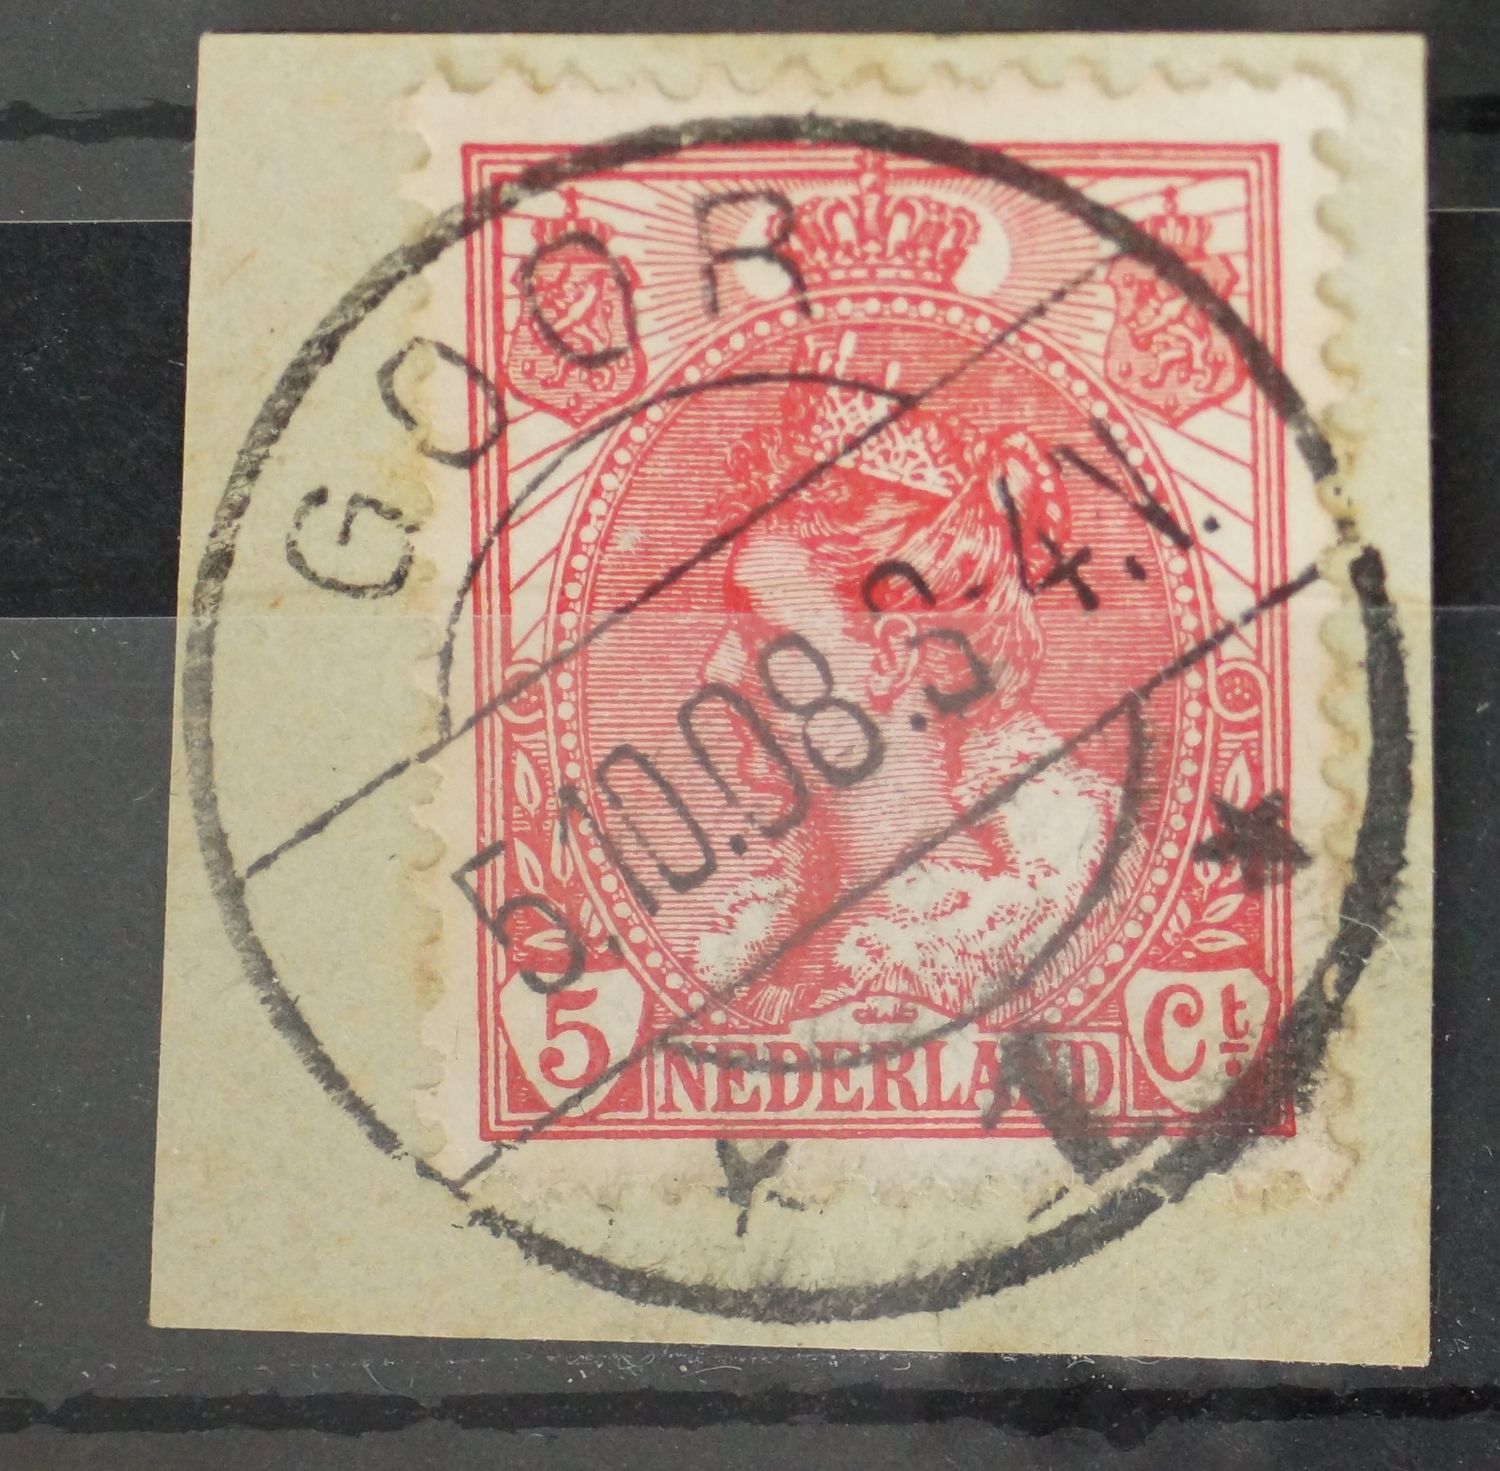 GOOR
5.10.08.3-4.N.
5 NEDERLAND Ct